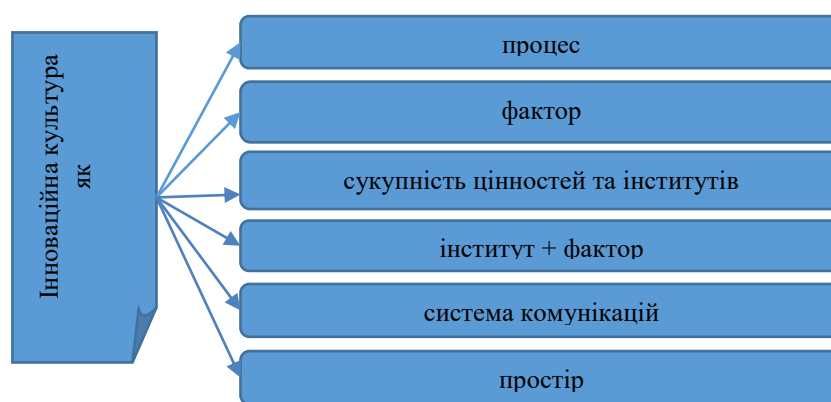 Інноваційна культура
як
процес
фактор
сукупність цінностей та інститутів
інститут + фактор
система комунікацій
простір